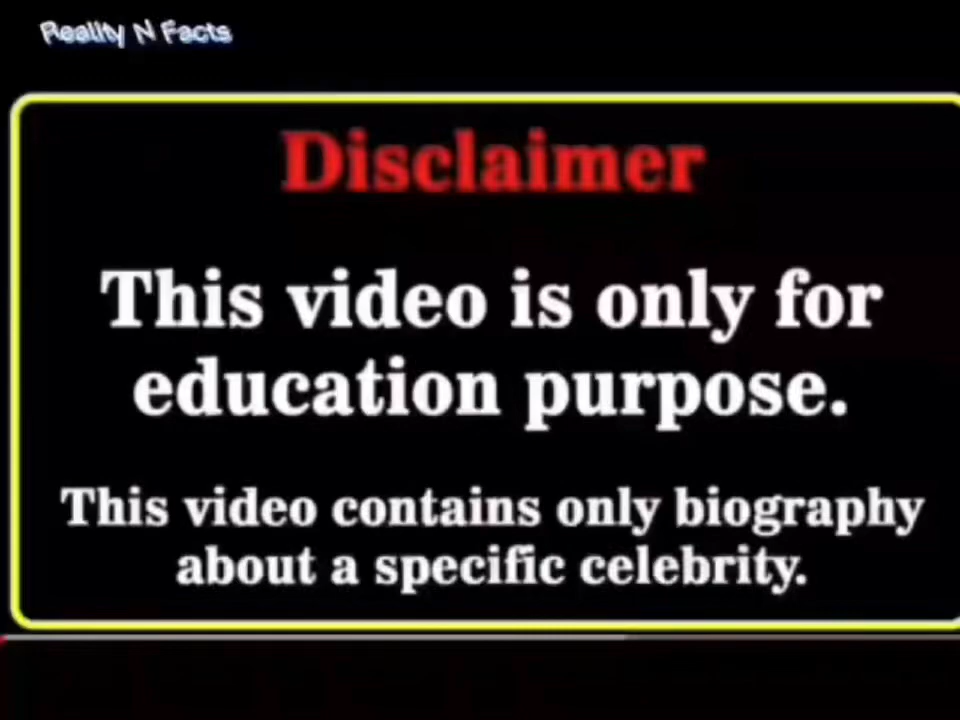 Reality N Facts
Disclaimer
This video is only for
education purpose.
This video contains only biography
about a specific celebrity.